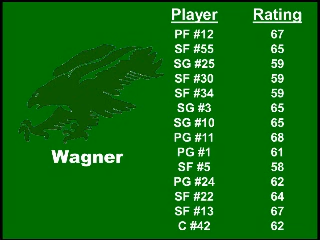 Player Rating
PF #12 67
SF #55 65
SG #25 59
SF #30 59
SF #34 59
SG #3 65
SG #10 65
PG #11 68
PG #1 61
SF #5 58
PG #24 62
SF #22 64
SF #13 67
C #42 62
Wagner